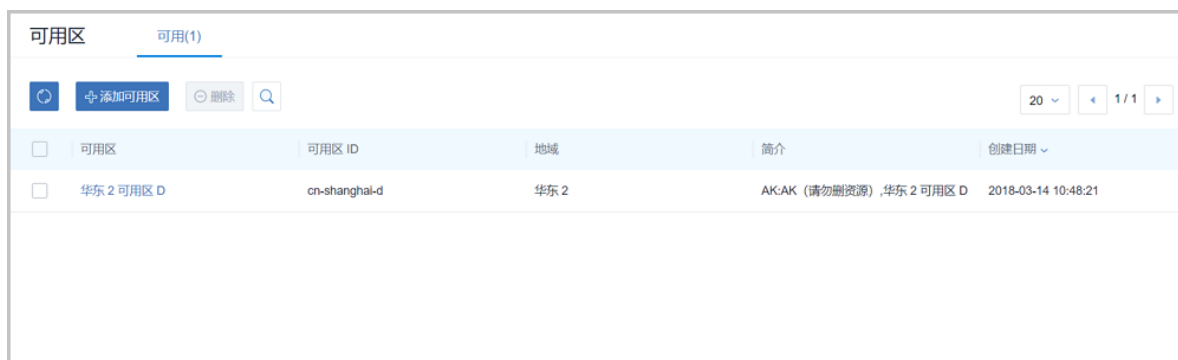 可用区 可用(1)
添加可用区 删除 20 1 / 1
可用区 可用区 ID 地域 简介 创建日期
华东 2 可用区 D cn-shanghai-d 华东 2 AK:AK（请勿删资源）,华东 2 可用区 D 2018-03-14 10:48:21